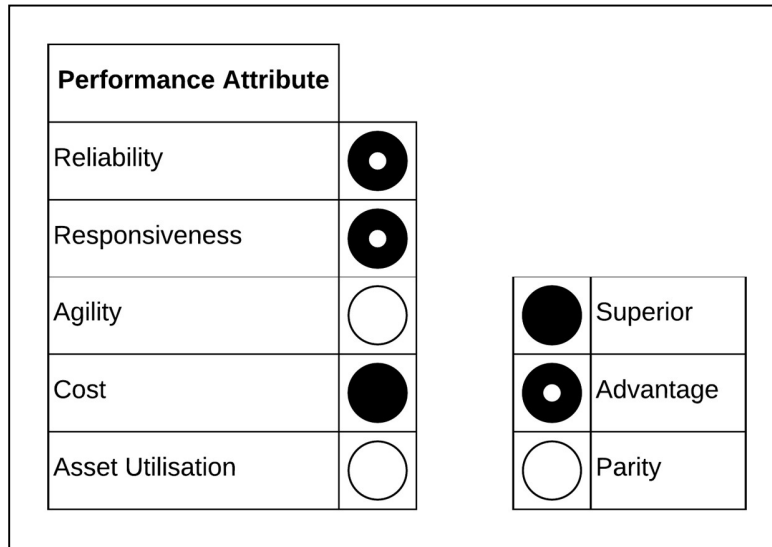 Performance Attribute
Reliability
Responsiveness
Agility
Cost
Asset Utilisation
Superior
Advantage
Parity